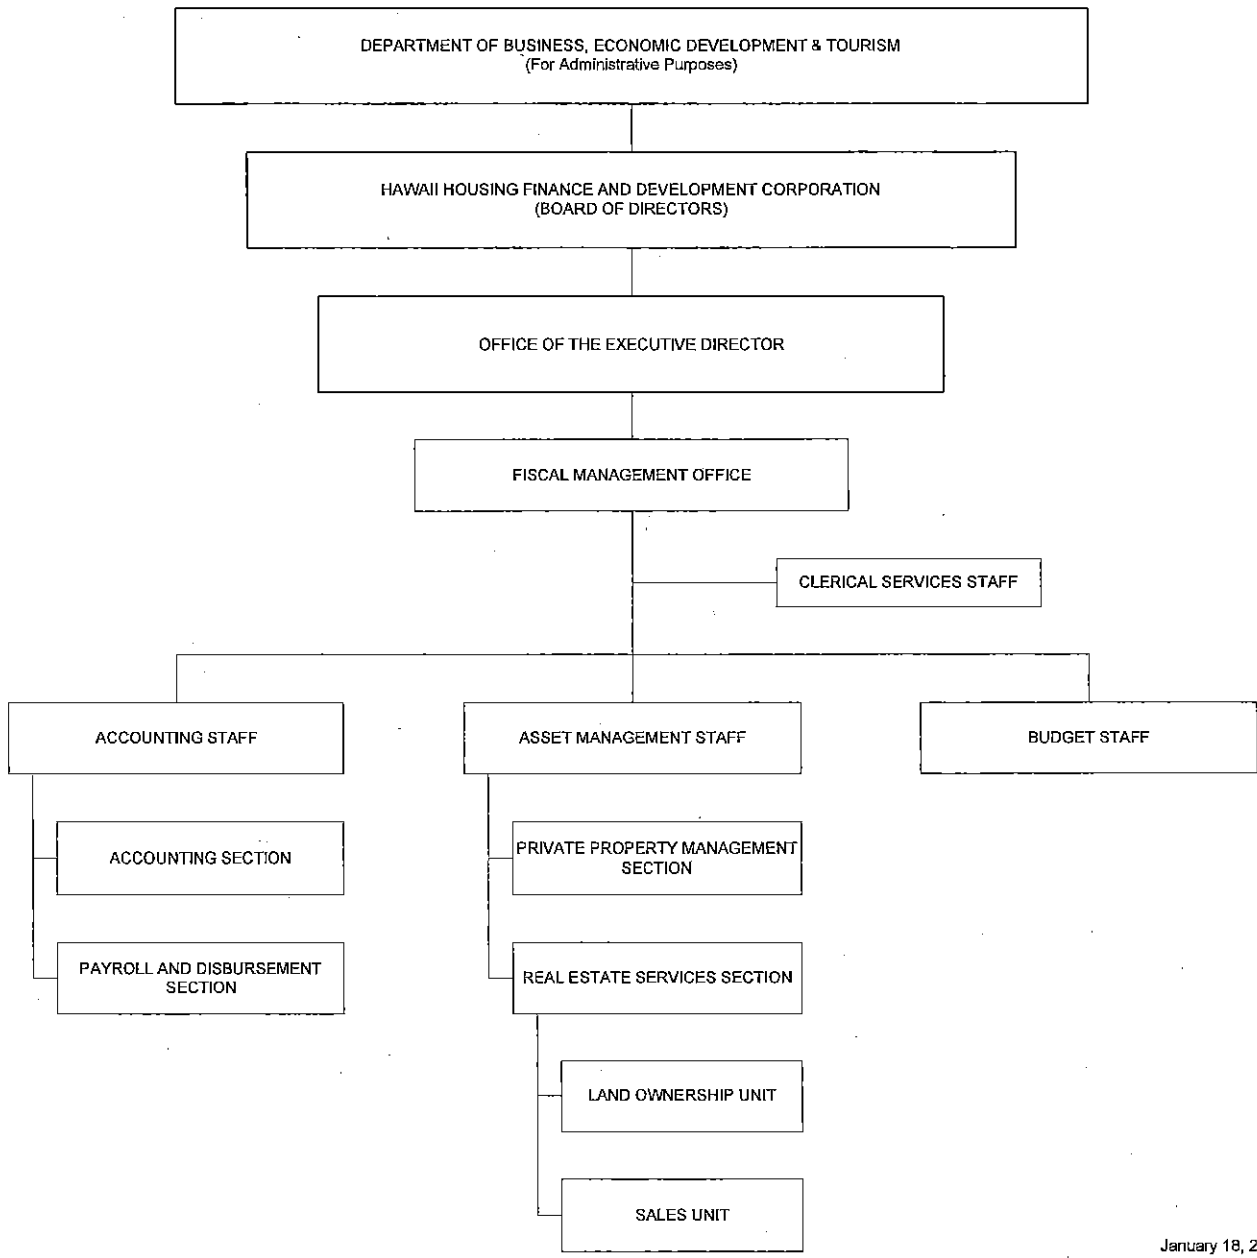 DEPARTMENT OF BUSINESS, ECONOMIC DEVELOPMENT & TOURISM
(For Administrative Purposes)
HAWAII HOUSING FINANCE AND DEVELOPMENT CORPORATION
(BOARD OF DIRECTORS)
OFFICE OF THE EXECUTIVE DIRECTOR
FISCAL MANAGEMENT OFFICE
CLERICAL SERVICES STAFF
ACCOUNTING STAFF
ASSET MANAGEMENT STAFF
BUDGET STAFF
ACCOUNTING SECTION
PRIVATE PROPERTY MANAGEMENT
SECTION
PAYROLL AND DISBURSEMENT
SECTION
REAL ESTATE SERVICES SECTION
LAND OWNERSHIP UNIT
SALES UNIT
January 18, 2